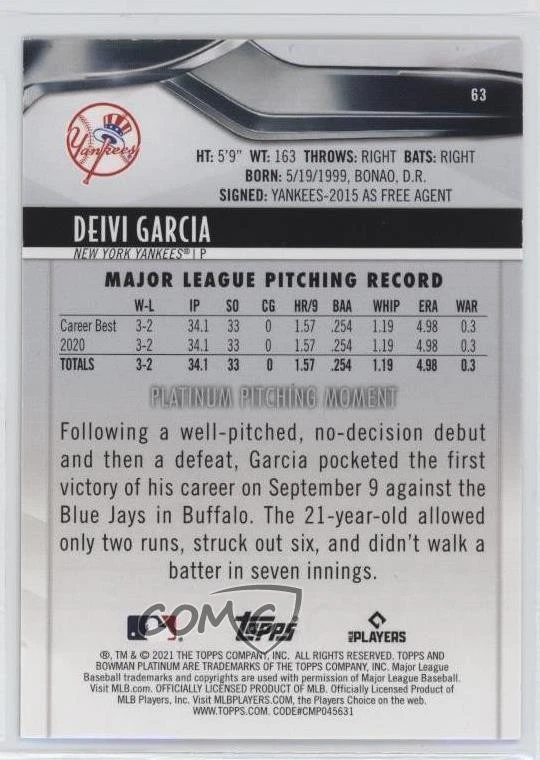 63
Yankees
HT: 5'9" WT: 163 THROWS: RIGHT BATS: RIGHT
BORN: 5/19/1999, BONAO, D.R.
SIGNED: YANKEES-2015 AS FREE AGENT
DEIVI GARCIA
NEW YORK YANKEES® | P
MAJOR LEAGUE PITCHING RECORD
W-L IP SO CG HR/9 BAA WHIP ERA WAR
Career Best 3-2 34.1 33 0 1.57 .254 1.19 4.98 0.3
2020 3-2 34.1 33 0 1.57 .254 1.19 4.98 0.3
TOTALS 3-2 34.1 33 0 1.57 .254 1.19 4.98 0.3
PLATINUM PITCHING MOMENT
Following a well-pitched, no-decision debut
and then a defeat, Garcia pocketed the first
victory of his career on September 9 against the
Blue Jays in Buffalo. The 21-year-old allowed
only two runs, struck out six, and didn't walk a
batter in seven innings.
COMC
Topps
PLAYERS
®, TM & © 2021 THE TOPPS COMPANY, INC. ALL RIGHTS RESERVED. TOPPS AND
BOWMAN PLATINUM ARE TRADEMARKS OF THE TOPPS COMPANY, INC. Major League
Baseball trademarks and copyrights are used with permission of Major League Baseball.
Visit MLB.com. OFFICIALLY LICENSED PRODUCT OF MLB. Officially Licensed Product of
MLB Players, Inc. Visit MLBPLAYERS.COM, the Players Choice on the web.
WWW.TOPPS.COM. CODE#CMP045631